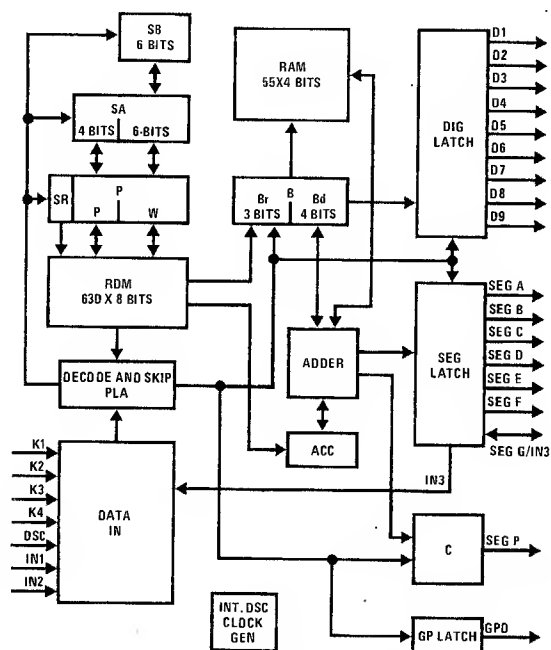 SB
6 BITS
SA
4 BITS
6-BITS
SR
P
P
W
RDM
63D X 8 BITS
DECODE AND SKIP
PLA
K1
K2
K3
K4
DSC
IN1
IN2
DATA
IN
RAM
55X4 BITS
Br
B
Bd
3 BITS
4 BITS
ADDER
ACC
INT. DSC
CLOCK
GEN
DIG
LATCH
D1
D2
D3
D4
D5
D6
D7
D8
D9
SEG
LATCH
SEG A
SEG B
SEG C
SEG D
SEG E
SEG F
SEG G/IN3
IN3
C
SEG P
GP LATCH
GPD